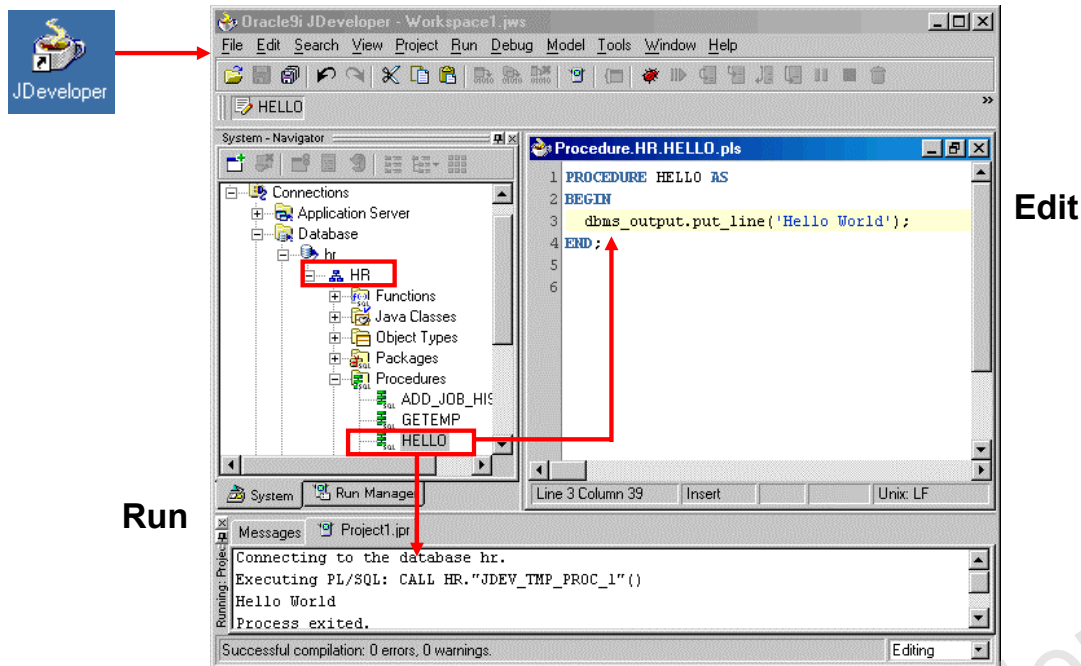 JDeveloper
Oracle9i JDeveloper - Workspace1.jws
File Edit Search View Project Run Debug Model Tools Window Help
HELLO
»
System - Navigator
Connections
Application Server
Database
hr
HR
Functions
Java Classes
Object Types
Packages
Procedures
ADD_JOB_HIS
GETEMP
HELLO
System Run Manager
Procedure.HR.HELLO.pls
1 PROCEDURE HELLO AS
2 BEGIN
3 dbms_output.put_line('Hello World');
4 END;
5
6
Line 3 Column 39 Insert Unix: LF
Edit
Run
Messages Project1.jpr
Running: Projec
Connecting to the database hr.
Executing PL/SQL: CALL HR."JDEV_TMP_PROC_1"()
Hello World
Process exited.
Successful compilation: 0 errors, 0 warnings. Editing